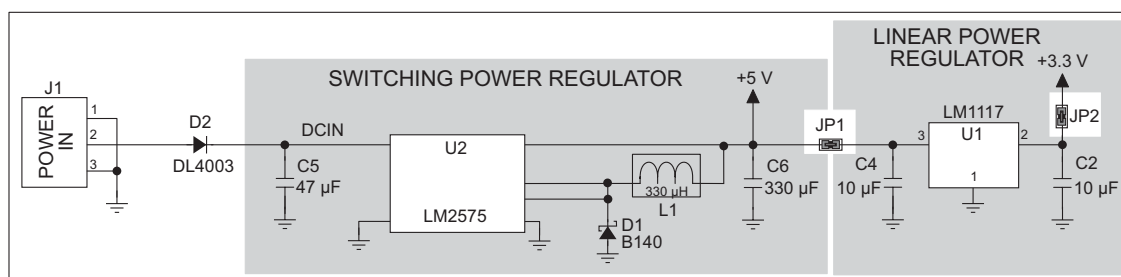 LINEAR POWER
REGULATOR
SWITCHING POWER REGULATOR
+3.3 V
+5 V
J1
POWER
IN
1
2
3
D2
DL4003
DCIN
C5
47 µF
U2
LM2575
330 µH
L1
D1
B140
C6
330 µF
JP1
LM1117
3
U1
2
1
JP2
C4
10 µF
C2
10 µF